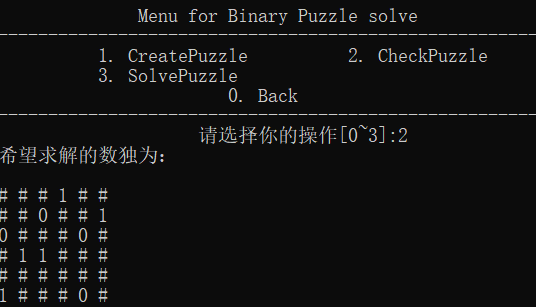 Menu for Binary Puzzle solve
------------------------------------------------------
1. CreatePuzzle 2. CheckPuzzle
3. SolvePuzzle
0. Back
------------------------------------------------------
请选择你的操作[0~3]:2
希望求解的数独为:
# # # 1 # #
# # 0 # # 1
0 # # # 0 #
# 1 1 # # #
# # # # # #
1 # # # 0 #